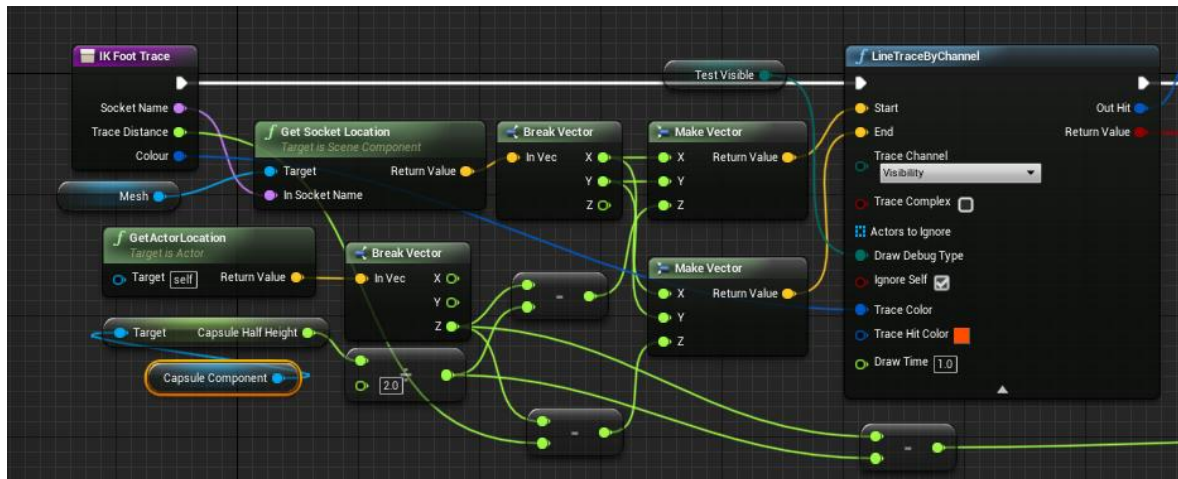 IK Foot Trace
Socket Name
Trace Distance
Colour
Mesh
f Get Socket Location
Target is Scene Component
Target
Return Value
In Socket Name
f GetActorLocation
Target is Actor
Target self
Return Value
Target
Capsule Half Height
Capsule Component
Break Vector
In Vec
X
Y
Z
Break Vector
In Vec
X
Y
Z
÷
2.0
-
-
-
Test Visible
Make Vector
X
Return Value
Y
Z
Make Vector
X
Return Value
Y
Z
f LineTraceByChannel
Start
Out Hit
End
Return Value
Trace Channel
Visibility
Trace Complex
Actors to Ignore
Draw Debug Type
Ignore Self
Trace Color
Trace Hit Color
Draw Time 1.0